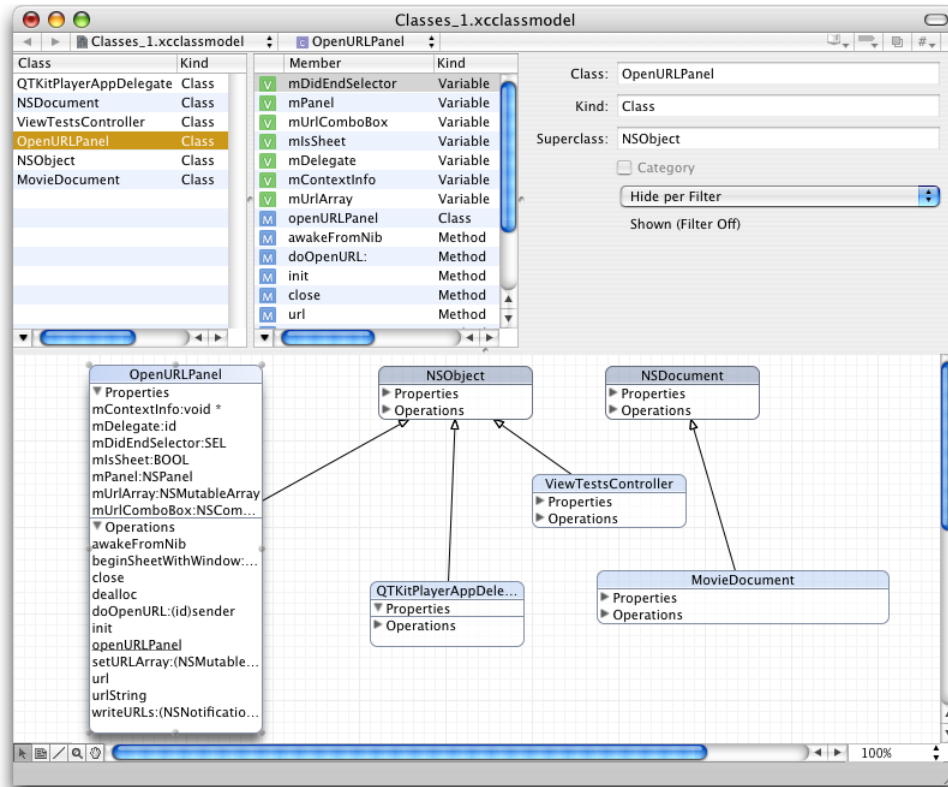 Classes_1.xcclassmodel
Classes_1.xcclassmodel
C OpenURLPanel
#
Class Kind
QTKitPlayerAppDelegate Class
NSDocument Class
ViewTestsController Class
OpenURLPanel Class
NSObject Class
MovieDocument Class
Member Kind
V mDidEndSelector Variable
V mPanel Variable
V mUrlComboBox Variable
V mIsSheet Variable
V mDelegate Variable
V mContextInfo Variable
V mUrlArray Variable
M openURLPanel Class
M awakeFromNib Method
M doOpenURL: Method
M init Method
M close Method
M url Method
Class: OpenURLPanel
Kind: Class
Superclass: NSObject
Category
Hide per Filter
Shown (Filter Off)
OpenURLPanel
Properties
mContextInfo:void *
mDelegate:id
mDidEndSelector:SEL
mIsSheet:BOOL
mPanel:NSPanel
mUrlArray:NSMutableArray
mUrlComboBox:NSCom...
Operations
awakeFromNib
beginSheetWithWindow:...
close
dealloc
doOpenURL:(id)sender
init
openURLPanel
setURLArray:(NSMutable...
url
urlString
writeURLs:(NSNotificatio...
NSObject
Properties
Operations
NSDocument
Properties
Operations
ViewTestsController
Properties
Operations
QTKitPlayerAppDele...
Properties
Operations
MovieDocument
Properties
Operations
100%